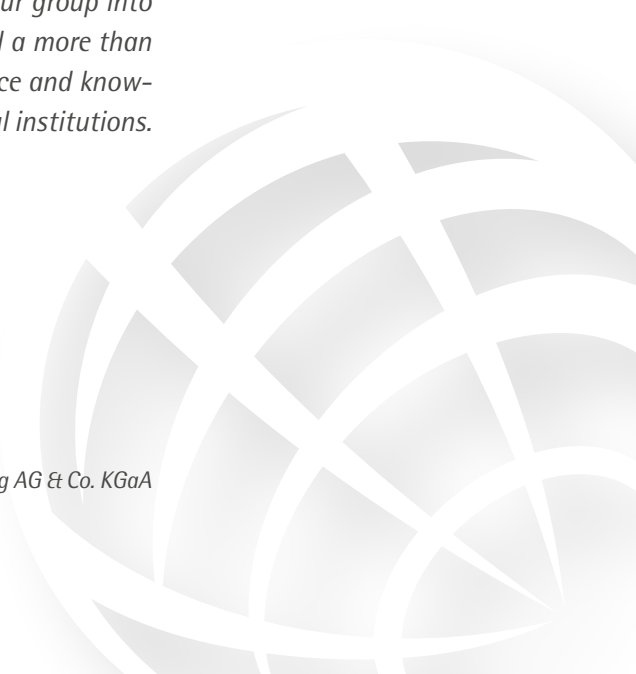 ur group into
a more than
ce and know-
l institutions.
g AG & Co. KGaA